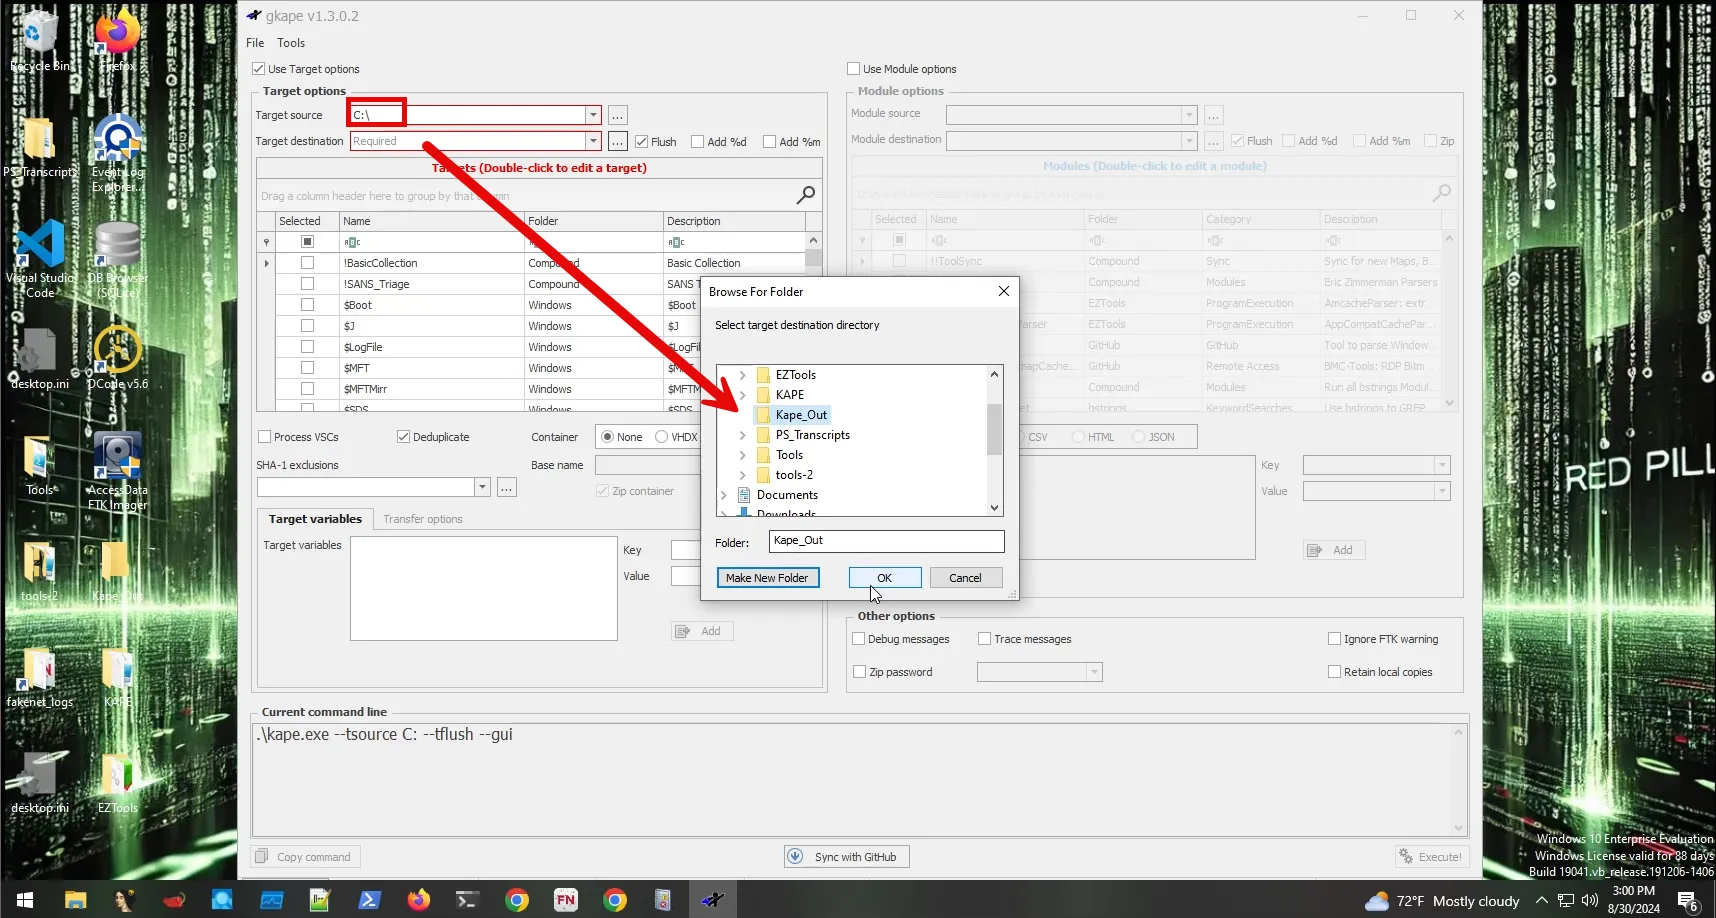 gkape v1.3.0.2
File Tools
Use Target options
Target options
Target source C:\ ...
Target destination Required ... Flush Add %d Add %m
Targets (Double-click to edit a target)
Drag a column header here to group by that column
Selected Name Folder Description
!BasicCollection Compound Basic Collection
!SANS_Triage Compound SANS T
$Boot Windows $Boot
$J Windows $J
$LogFile Windows $LogFil
$MFT Windows
$MFTMirr Windows $MFTM
$SDS Windows $SDS
Process VSCs Deduplicate Container None VHDX
SHA-1 exclusions Base name
... Zip container
Target variables Transfer options
Target variables Key
Value
Add
Use Module options
Module options
Module source ...
Module destination ... Flush Add %d Add %m Zip
Modules (Double-click to edit a module)
Selected Name Folder Category Description
!!ToolSync Compound Sync Sync for new Maps, B...
Compound Modules Eric Zimmerman Parsers
EZTools ProgramExecution AmcacheParser: extr...
arser EZTools ProgramExecution AppCompatCachePar...
GitHub GitHub Tool to parse Window...
mapCache... GitHub Remote Access BMC-Tools: RDP Bitm...
Compound Modules Run all bstrings Modul...
bstrings KeywordSearches Use bstrings to GREP
CSV HTML JSON
Key
Value
Add
Browse For Folder
Select target destination directory
EZTools
KAPE
Kape_Out
PS_Transcripts
Tools
tools-2
Documents
Downloads
Folder: Kape_Out
Make New Folder OK Cancel
Other options
Debug messages Trace messages Ignore FTK warning
Zip password Retain local copies
Current command line
.\kape.exe --tsource C: --tflush --gui
Copy command Sync with GitHub Execute!
Recycle Bin Firefox
PS_Transcripts Event Log
Explorer...
Visual Studio
Code
DB Browser
(SQLite)
desktop.ini DCode v5.6
Tools AccessData
FTK Imager
tools-2 Kape_Out
fakenet_logs KAPE
desktop.ini EZTools
RED PILL
Windows 10 Enterprise Evaluation
Windows License valid for 88 days
Build 19041.vb_release.191206-1406
FN
72°F Mostly cloudy
3:00 PM
8/30/2024
6